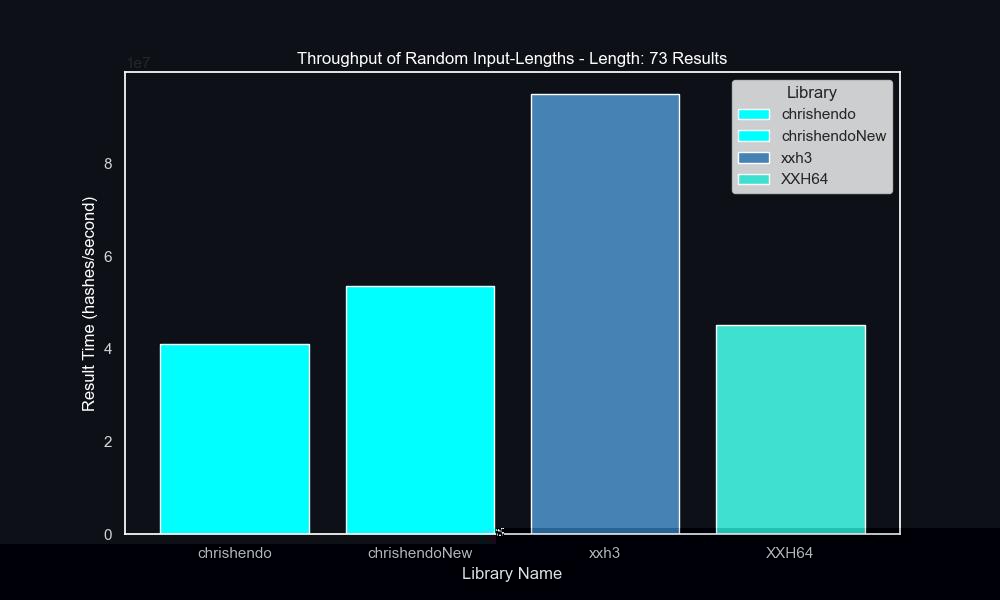 Throughput of Random Input-Lengths - Length: 73 Results
1e7
Library
chrishendo
chrishendoNew
xxh3
XXH64
Result Time (hashes/second)
8
6
4
2
0
chrishendo
chrishendoNew
xxh3
XXH64
Library Name